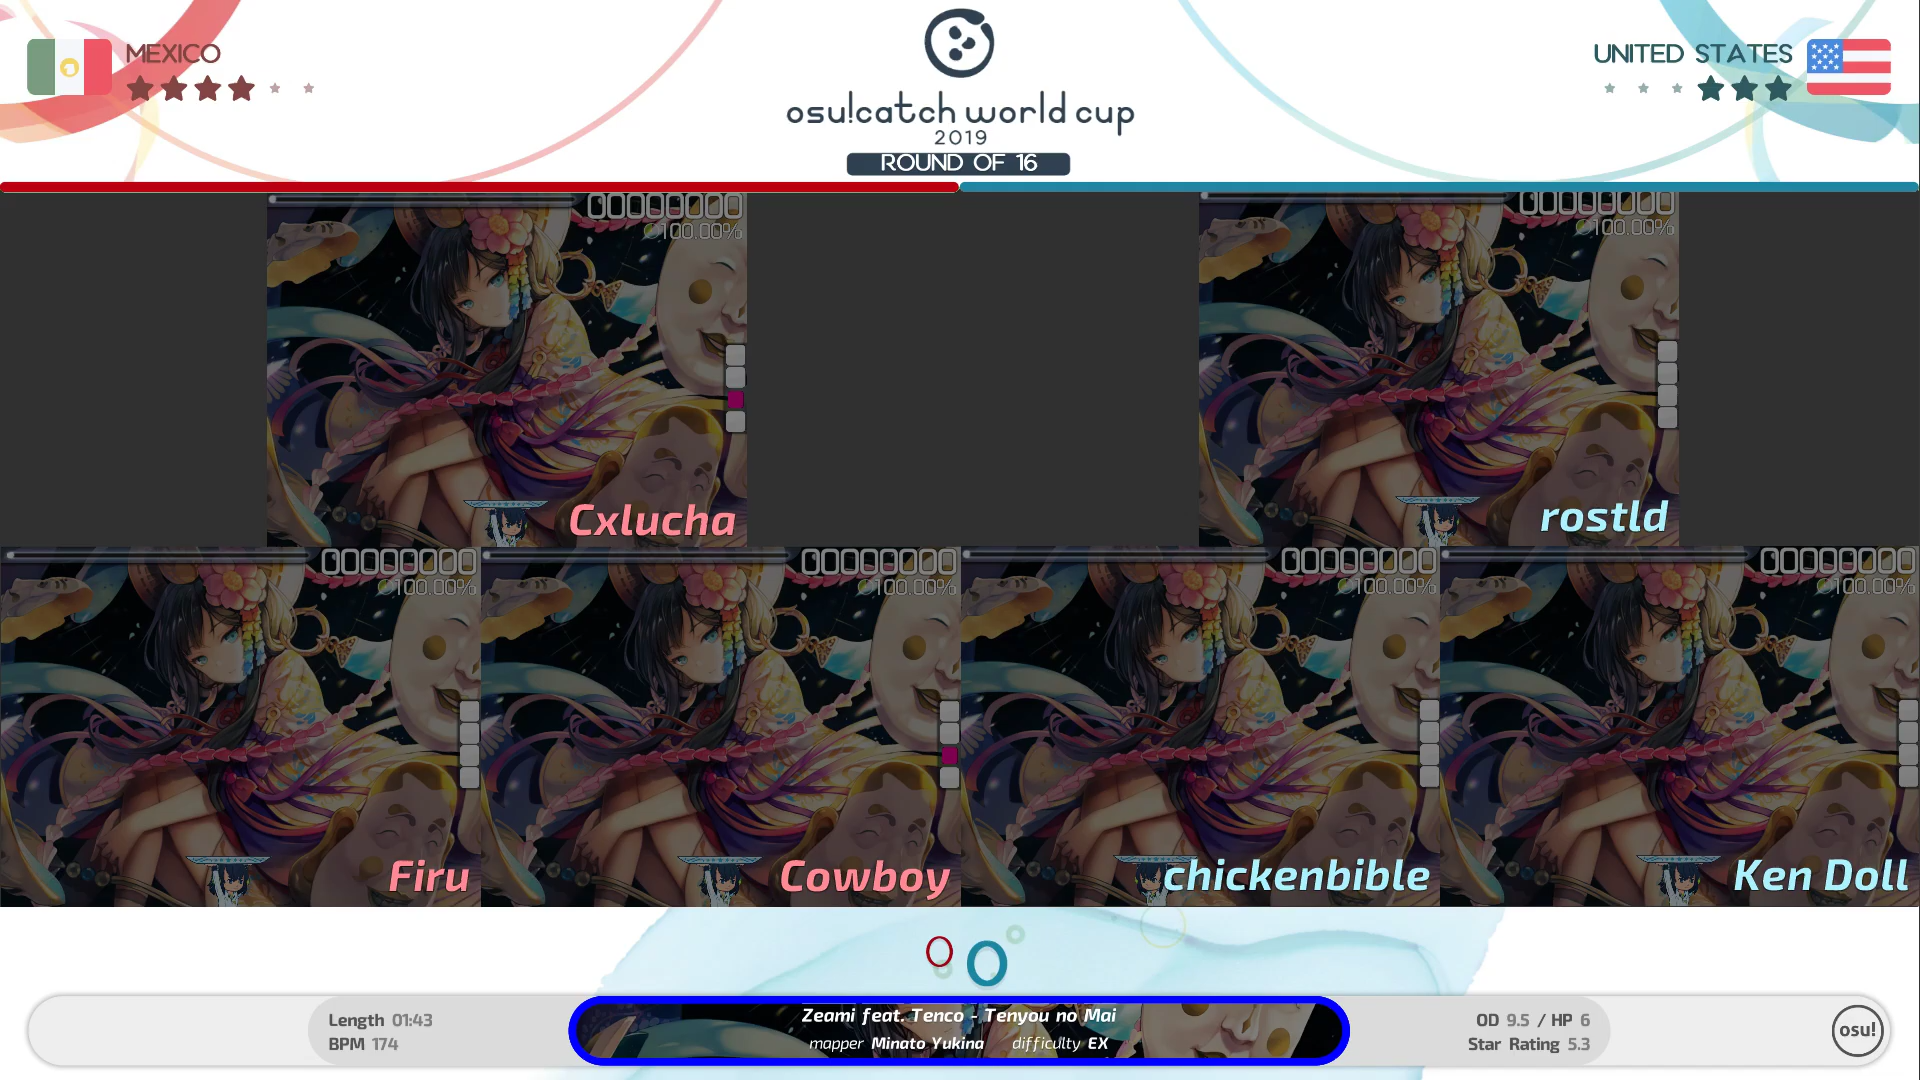 MEXICO
UNITED STATES
osu!catch world cup
2019
ROUND OF 16
00000000
100.00%
00000000
100.00%
Cxlucha
rostld
00000000
100.00%
00000000
100.00%
00000000
100.00%
00000000
100.00%
Firu
Cowboy
chickenbible
Ken Doll
0
0
Length 01:43
BPM 174
Zeami feat. Tenco - Tenyou no Mai
mapper Minato Yukina difficulty EX
OD 9.5 / HP 6
Star Rating 5.3
osu!